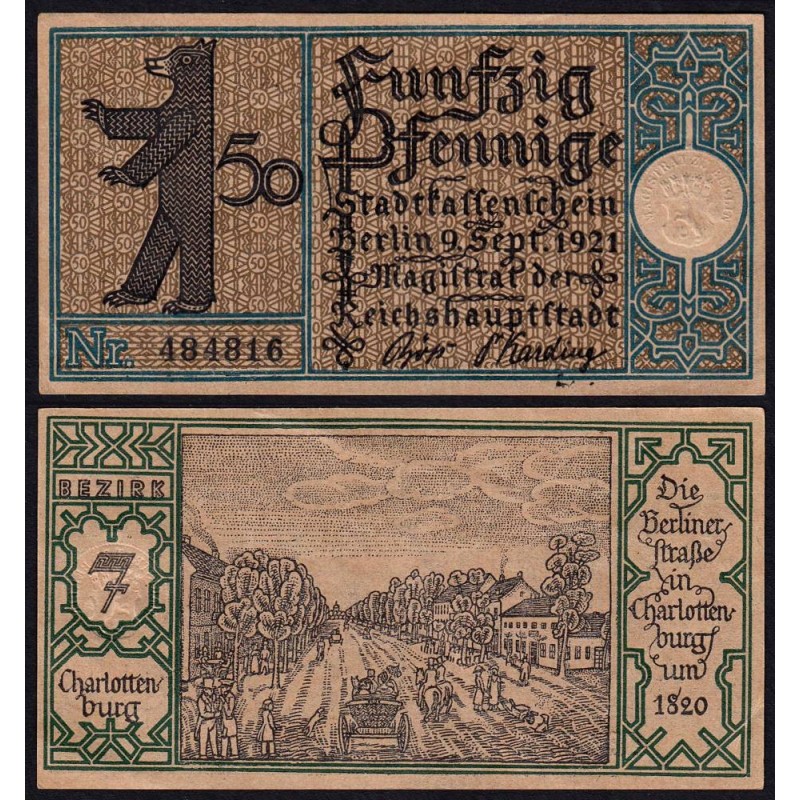 50
Funfzig
Pfennige
Stadtkassenschein
Berlin 9. Sept. 1921
Magistrat der
Reichshauptstadt
Nr. 484816
BEZIRK
7
Charlotten
burg
Die
Berliner
straße
in
Charlotten
burg
um
1820